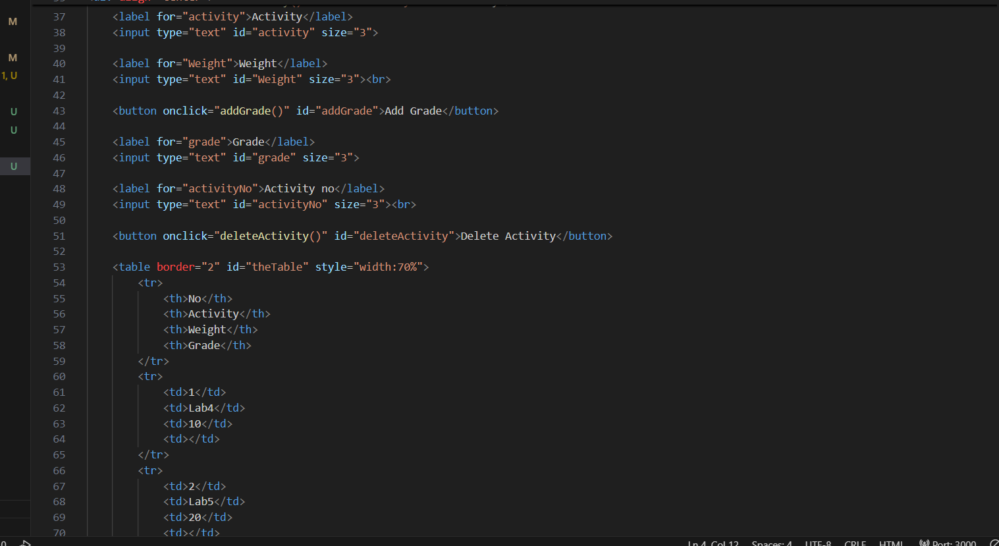 M
M
1, U
U
U
U
37 <label for="activity">Activity</label>
38 <input type="text" id="activity" size="3">
39
40 <label for="Weight">Weight</label>
41 <input type="text" id="Weight" size="3"><br>
42
43 <button onclick="addGrade()" id="addGrade">Add Grade</button>
44
45 <label for="grade">Grade</label>
46 <input type="text" id="grade" size="3">
47
48 <label for="activityNo">Activity no</label>
49 <input type="text" id="activityNo" size="3"><br>
50
51 <button onclick="deleteActivity()" id="deleteActivity">Delete Activity</button>
52
53 <table border="2" id="theTable" style="width:70%">
54 <tr>
55 <th>No</th>
56 <th>Activity</th>
57 <th>Weight</th>
58 <th>Grade</th>
59 </tr>
60 <tr>
61 <td>1</td>
62 <td>Lab4</td>
63 <td>10</td>
64 <td></td>
65 </tr>
66 <tr>
67 <td>2</td>
68 <td>Lab5</td>
69 <td>20</td>
70 <td></td>
0 Ln 4, Col 12 Spaces: 4 UTF-8 CRLF HTML Port: 3000